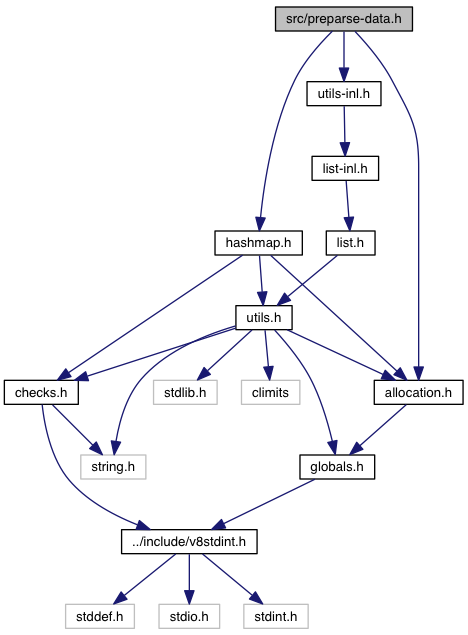 src/preparse-data.h
utils-inl.h
list-inl.h
hashmap.h
list.h
utils.h
checks.h
stdlib.h
climits
allocation.h
string.h
globals.h
../include/v8stdint.h
stddef.h
stdio.h
stdint.h